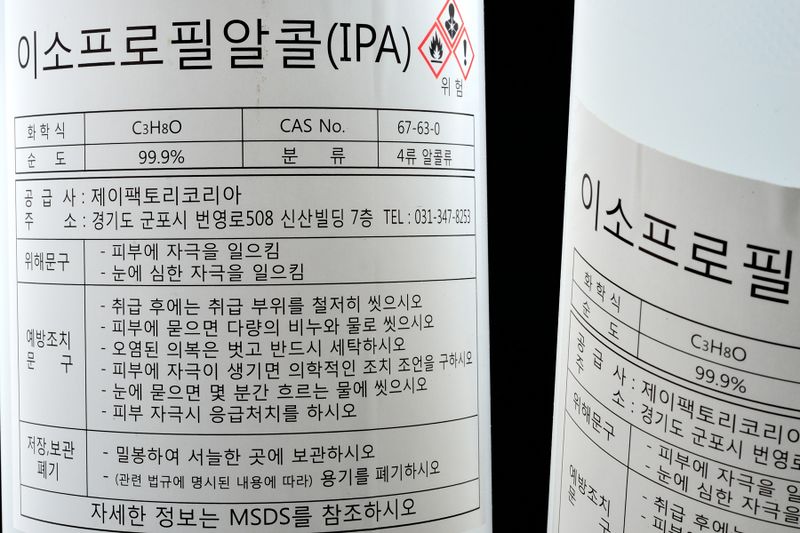 이소프로필알콜(IPA)
위 험
화 학 식 C3H8O CAS No. 67-63-0
순 도 99.9% 분 류 4류 알콜류
공 급 사 : 제이팩토리코리아
주 소 : 경기도 군포시 번영로508 신산빌딩 7층 TEL : 031-347-8253
위해문구
- 피부에 자극을 일으킴
- 눈에 심한 자극을 일으킴
예방조치
문 구
- 취급 후에는 취급 부위를 철저히 씻으시오
- 피부에 묻으면 다량의 비누와 물로 씻으시오
- 오염된 의복은 벗고 반드시 세탁하시오
- 피부에 자극이 생기면 의학적인 조치 조언을 구하시오
- 눈에 묻으면 몇 분간 흐르는 물에 씻으시오
- 피부 자극시 응급처치를 하시오
저장,보관
폐기
- 밀봉하여 서늘한 곳에 보관하시오
- (관련 법규에 명시된 내용에 따라) 용기를 폐기하시오
자세한 정보는 MSDS를 참조하시오
이소프로필
화 학 식 C3H8O
순 도 99.9%
공 급 사 : 제이팩토리코리아
주 소 : 경기도 군포시 번영로
위해문구
- 피부에 자극을 일
- 눈에 심한 자극을
예방조치
문 구
- 취급 후에는 취급
- 피부에